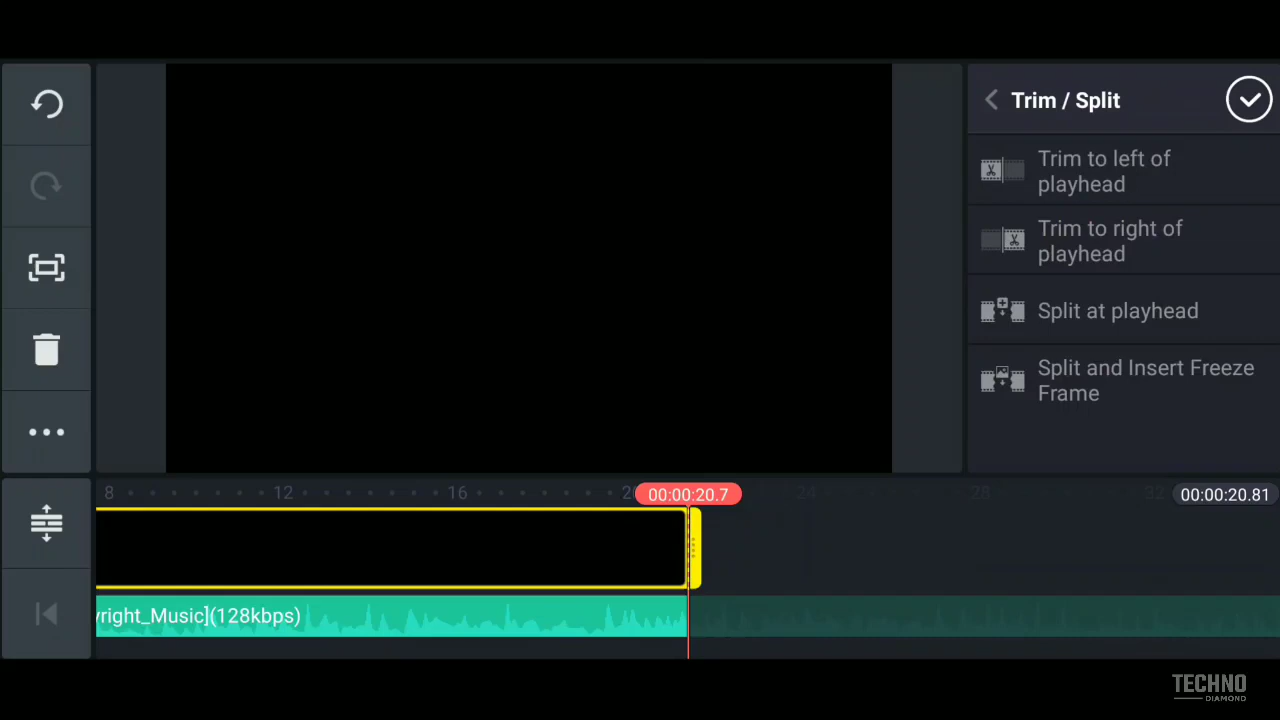 Trim / Split
Trim to left of
playhead
Trim to right of
playhead
Split at playhead
Split and Insert Freeze
Frame
8 12 16 20 00:00:20.7 24 28 32 00:00:20.81
yright_Music](128kbps)
TECHNO
DIAMOND